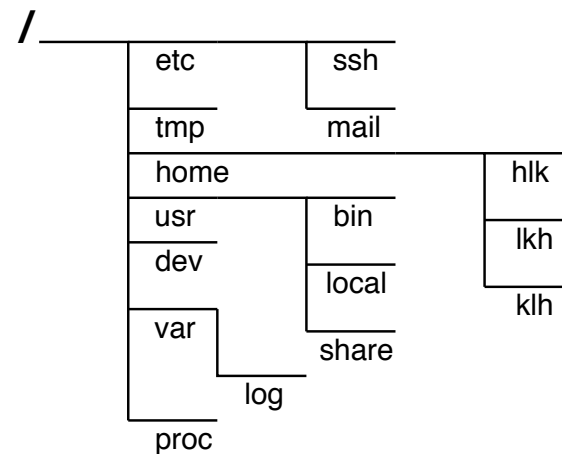 /
etc ssh
tmp mail
home hlk
usr bin lkh
dev local klh
var share
log
proc